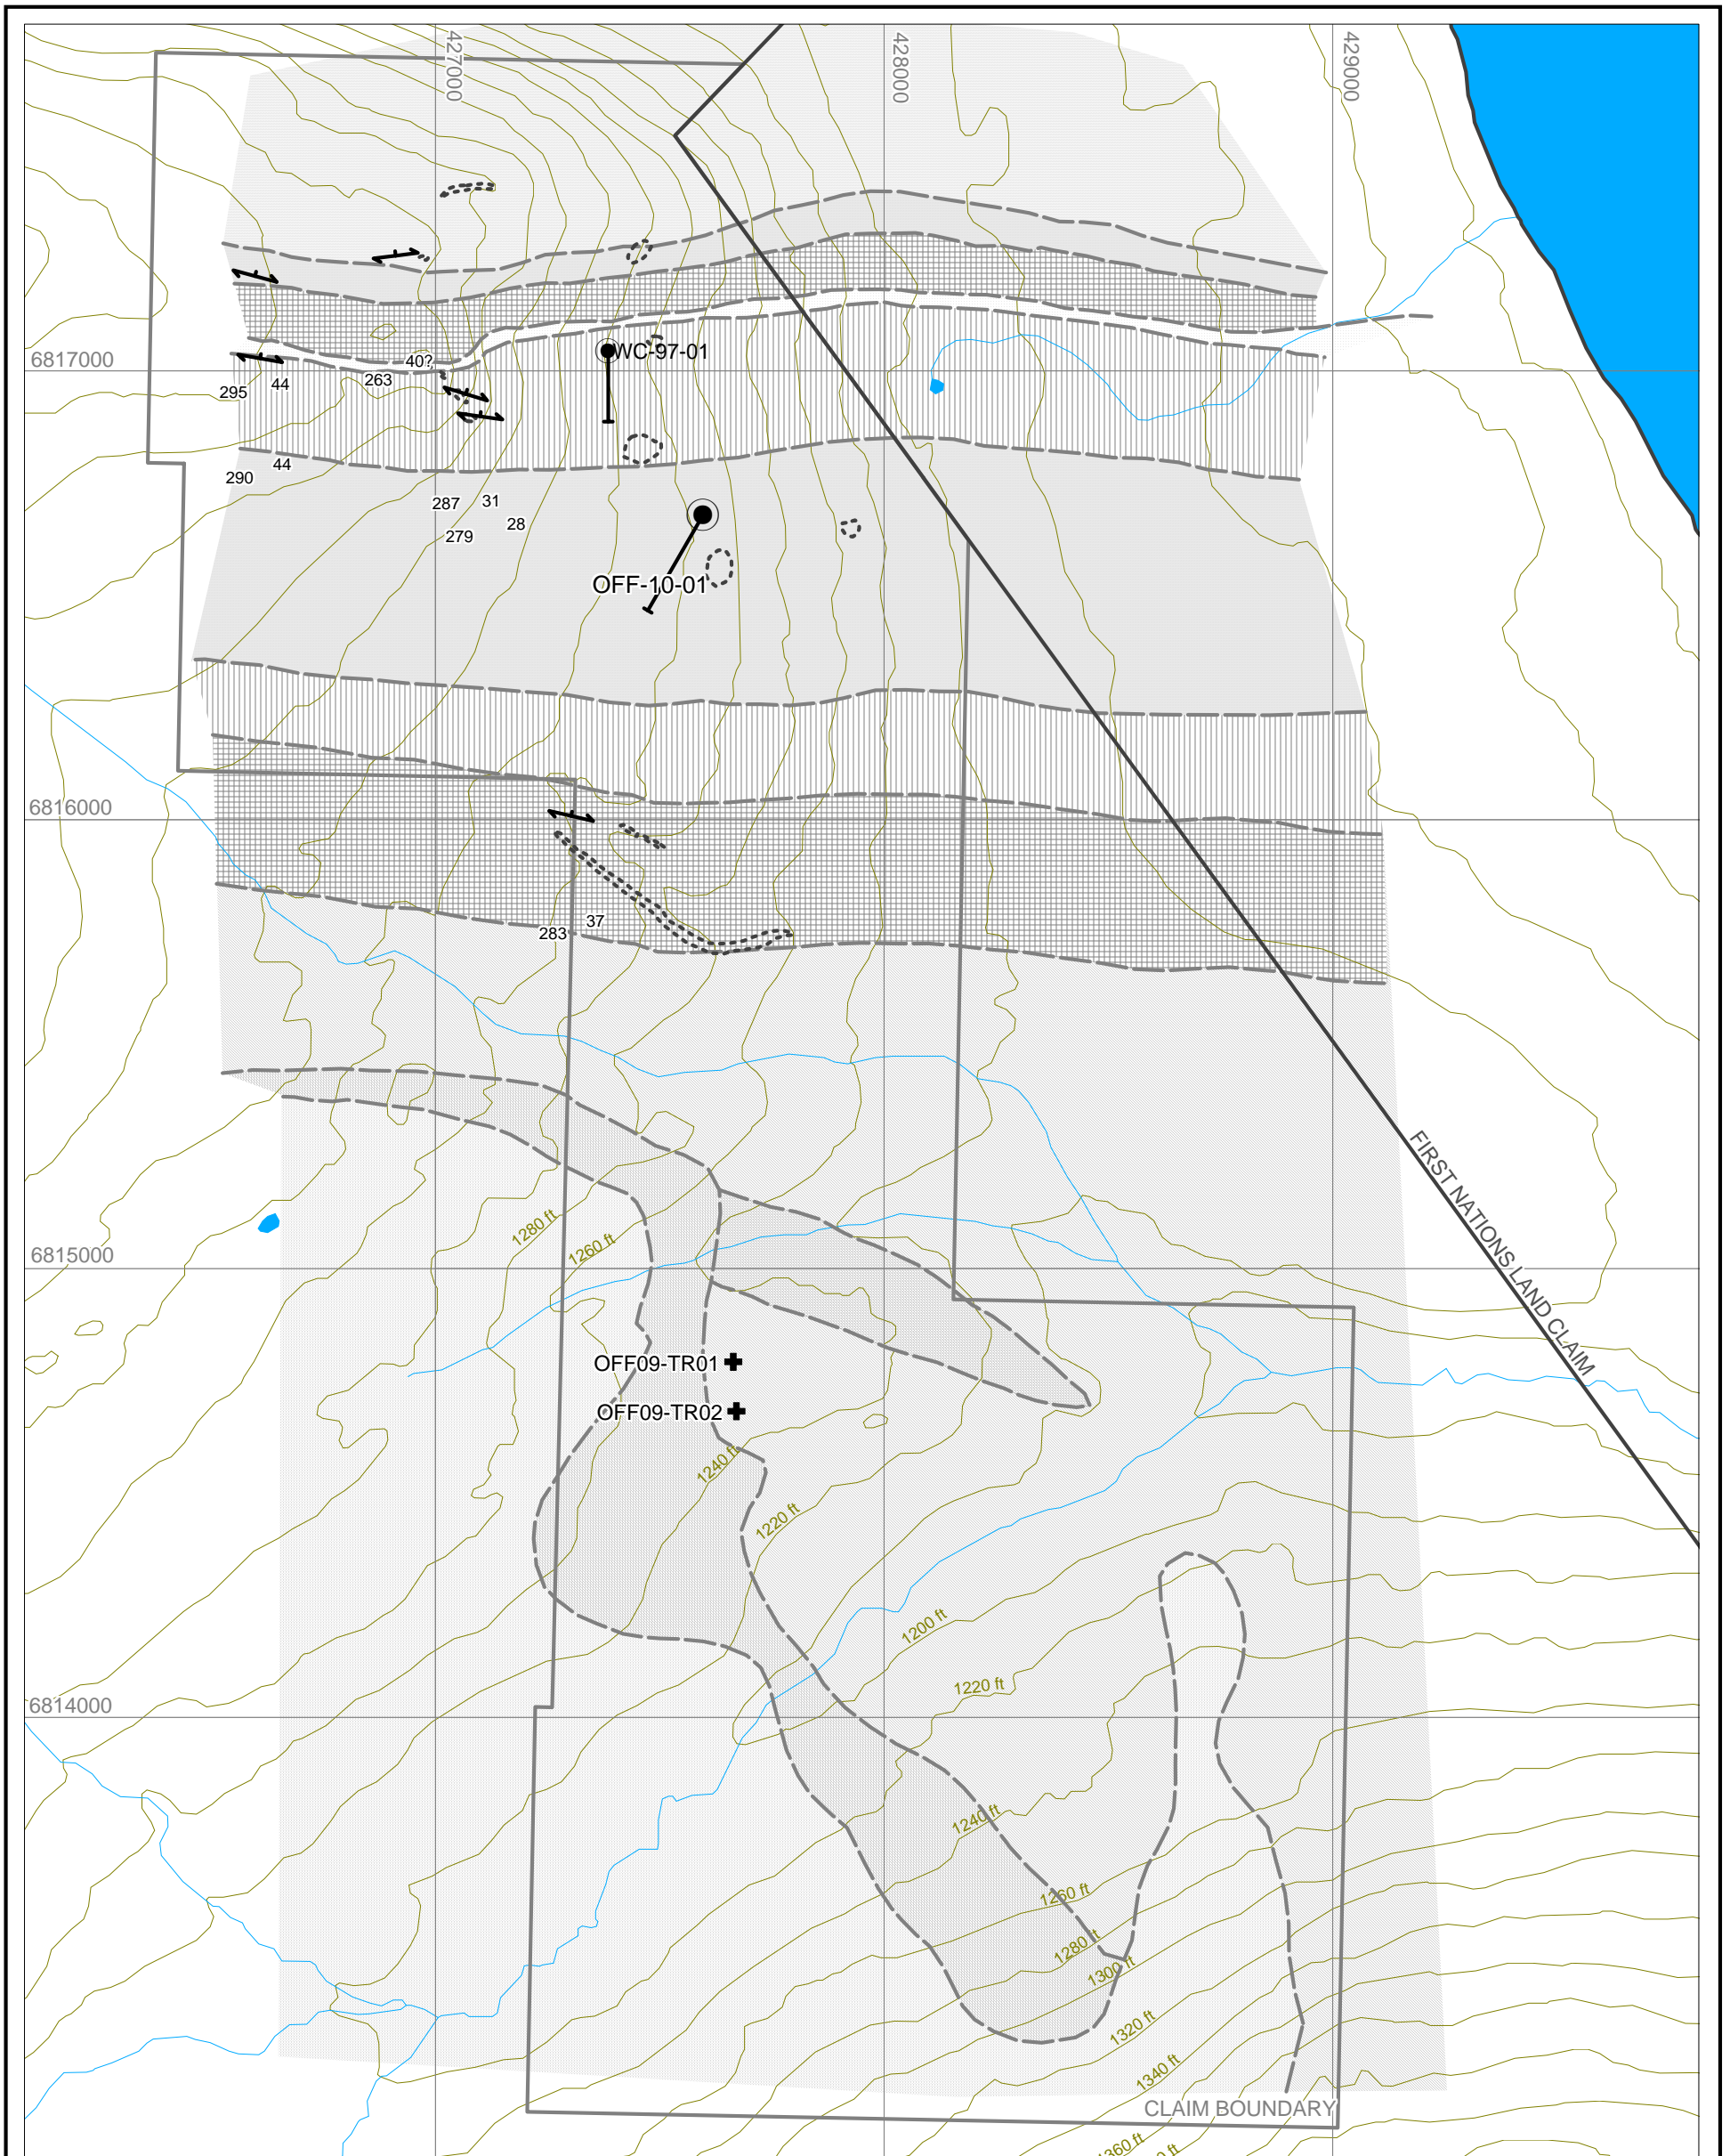 427000
428000
429000
6817000
WC-97-01
40?
263
44
295
44
290
287
31
279
28
OFF-10-01
6816000
37
283
FIRST NATIONS LAND CLAIM
1280 ft
1260 ft
6815000
OFF09-TR01
OFF09-TR02
1240 ft
1220 ft
1200 ft
1220 ft
6814000
1240 ft
1260 ft
1280 ft
1300 ft
1320 ft
1340 ft
CLAIM BOUNDARY
1360 ft